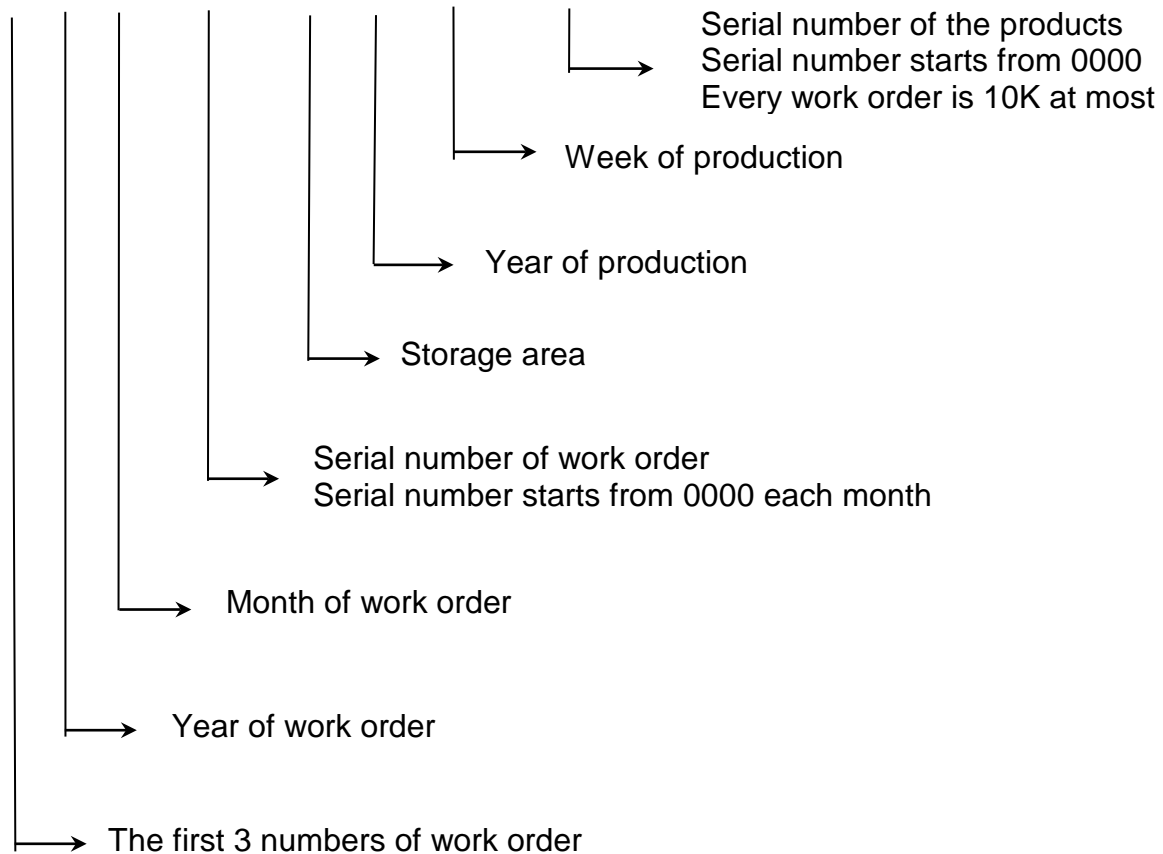 Serial number of the products
Serial number starts from 0000
Every work order is 10K at most
Week of production
Year of production
Storage area
Serial number of work order
Serial number starts from 0000 each month
Month of work order
Year of work order
The first 3 numbers of work order